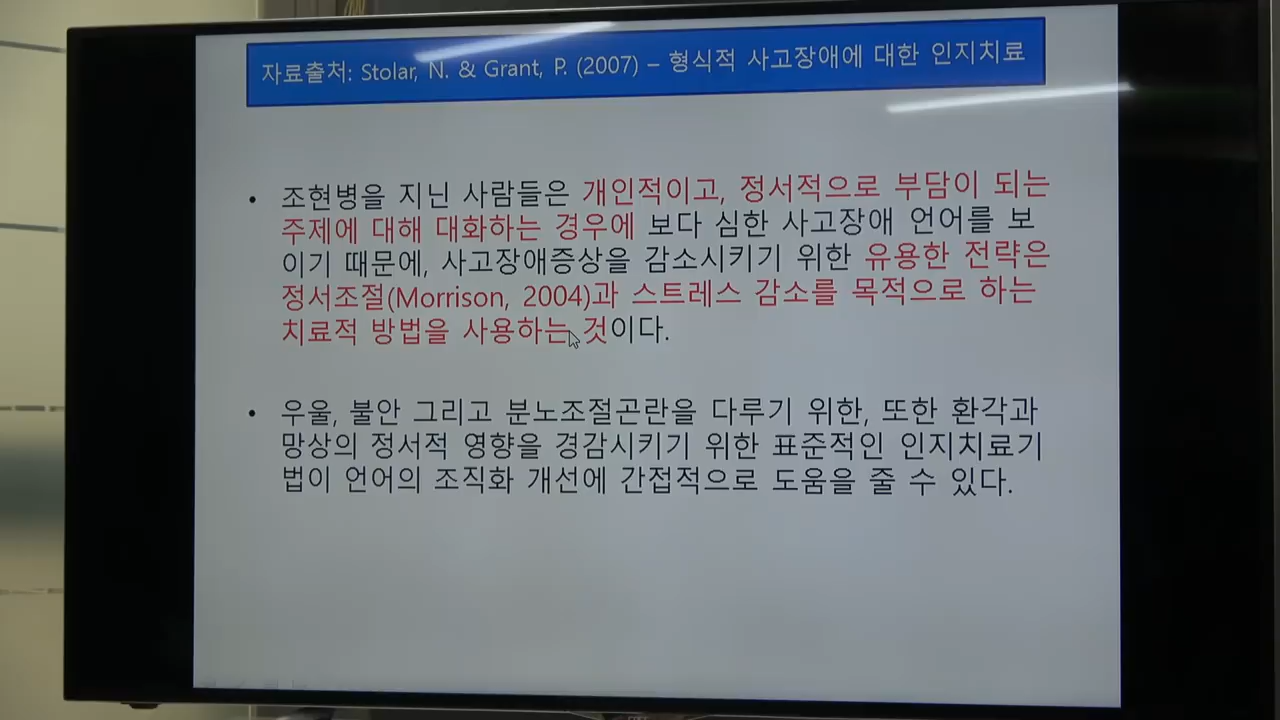 자료출처: Stolar, N. & Grant, P. (2007) – 형식적 사고장애에 대한 인지치료
• 조현병을 지닌 사람들은 개인적이고, 정서적으로 부담이 되는
주제에 대해 대화하는 경우에 보다 심한 사고장애 언어를 보
이기 때문에, 사고장애증상을 감소시키기 위한 유용한 전략은
정서조절(Morrison, 2004)과 스트레스 감소를 목적으로 하는
치료적 방법을 사용하는 것이다.
• 우울, 불안 그리고 분노조절곤란을 다루기 위한, 또한 환각과
망상의 정서적 영향을 경감시키기 위한 표준적인 인지치료기
법이 언어의 조직화 개선에 간접적으로 도움을 줄 수 있다.